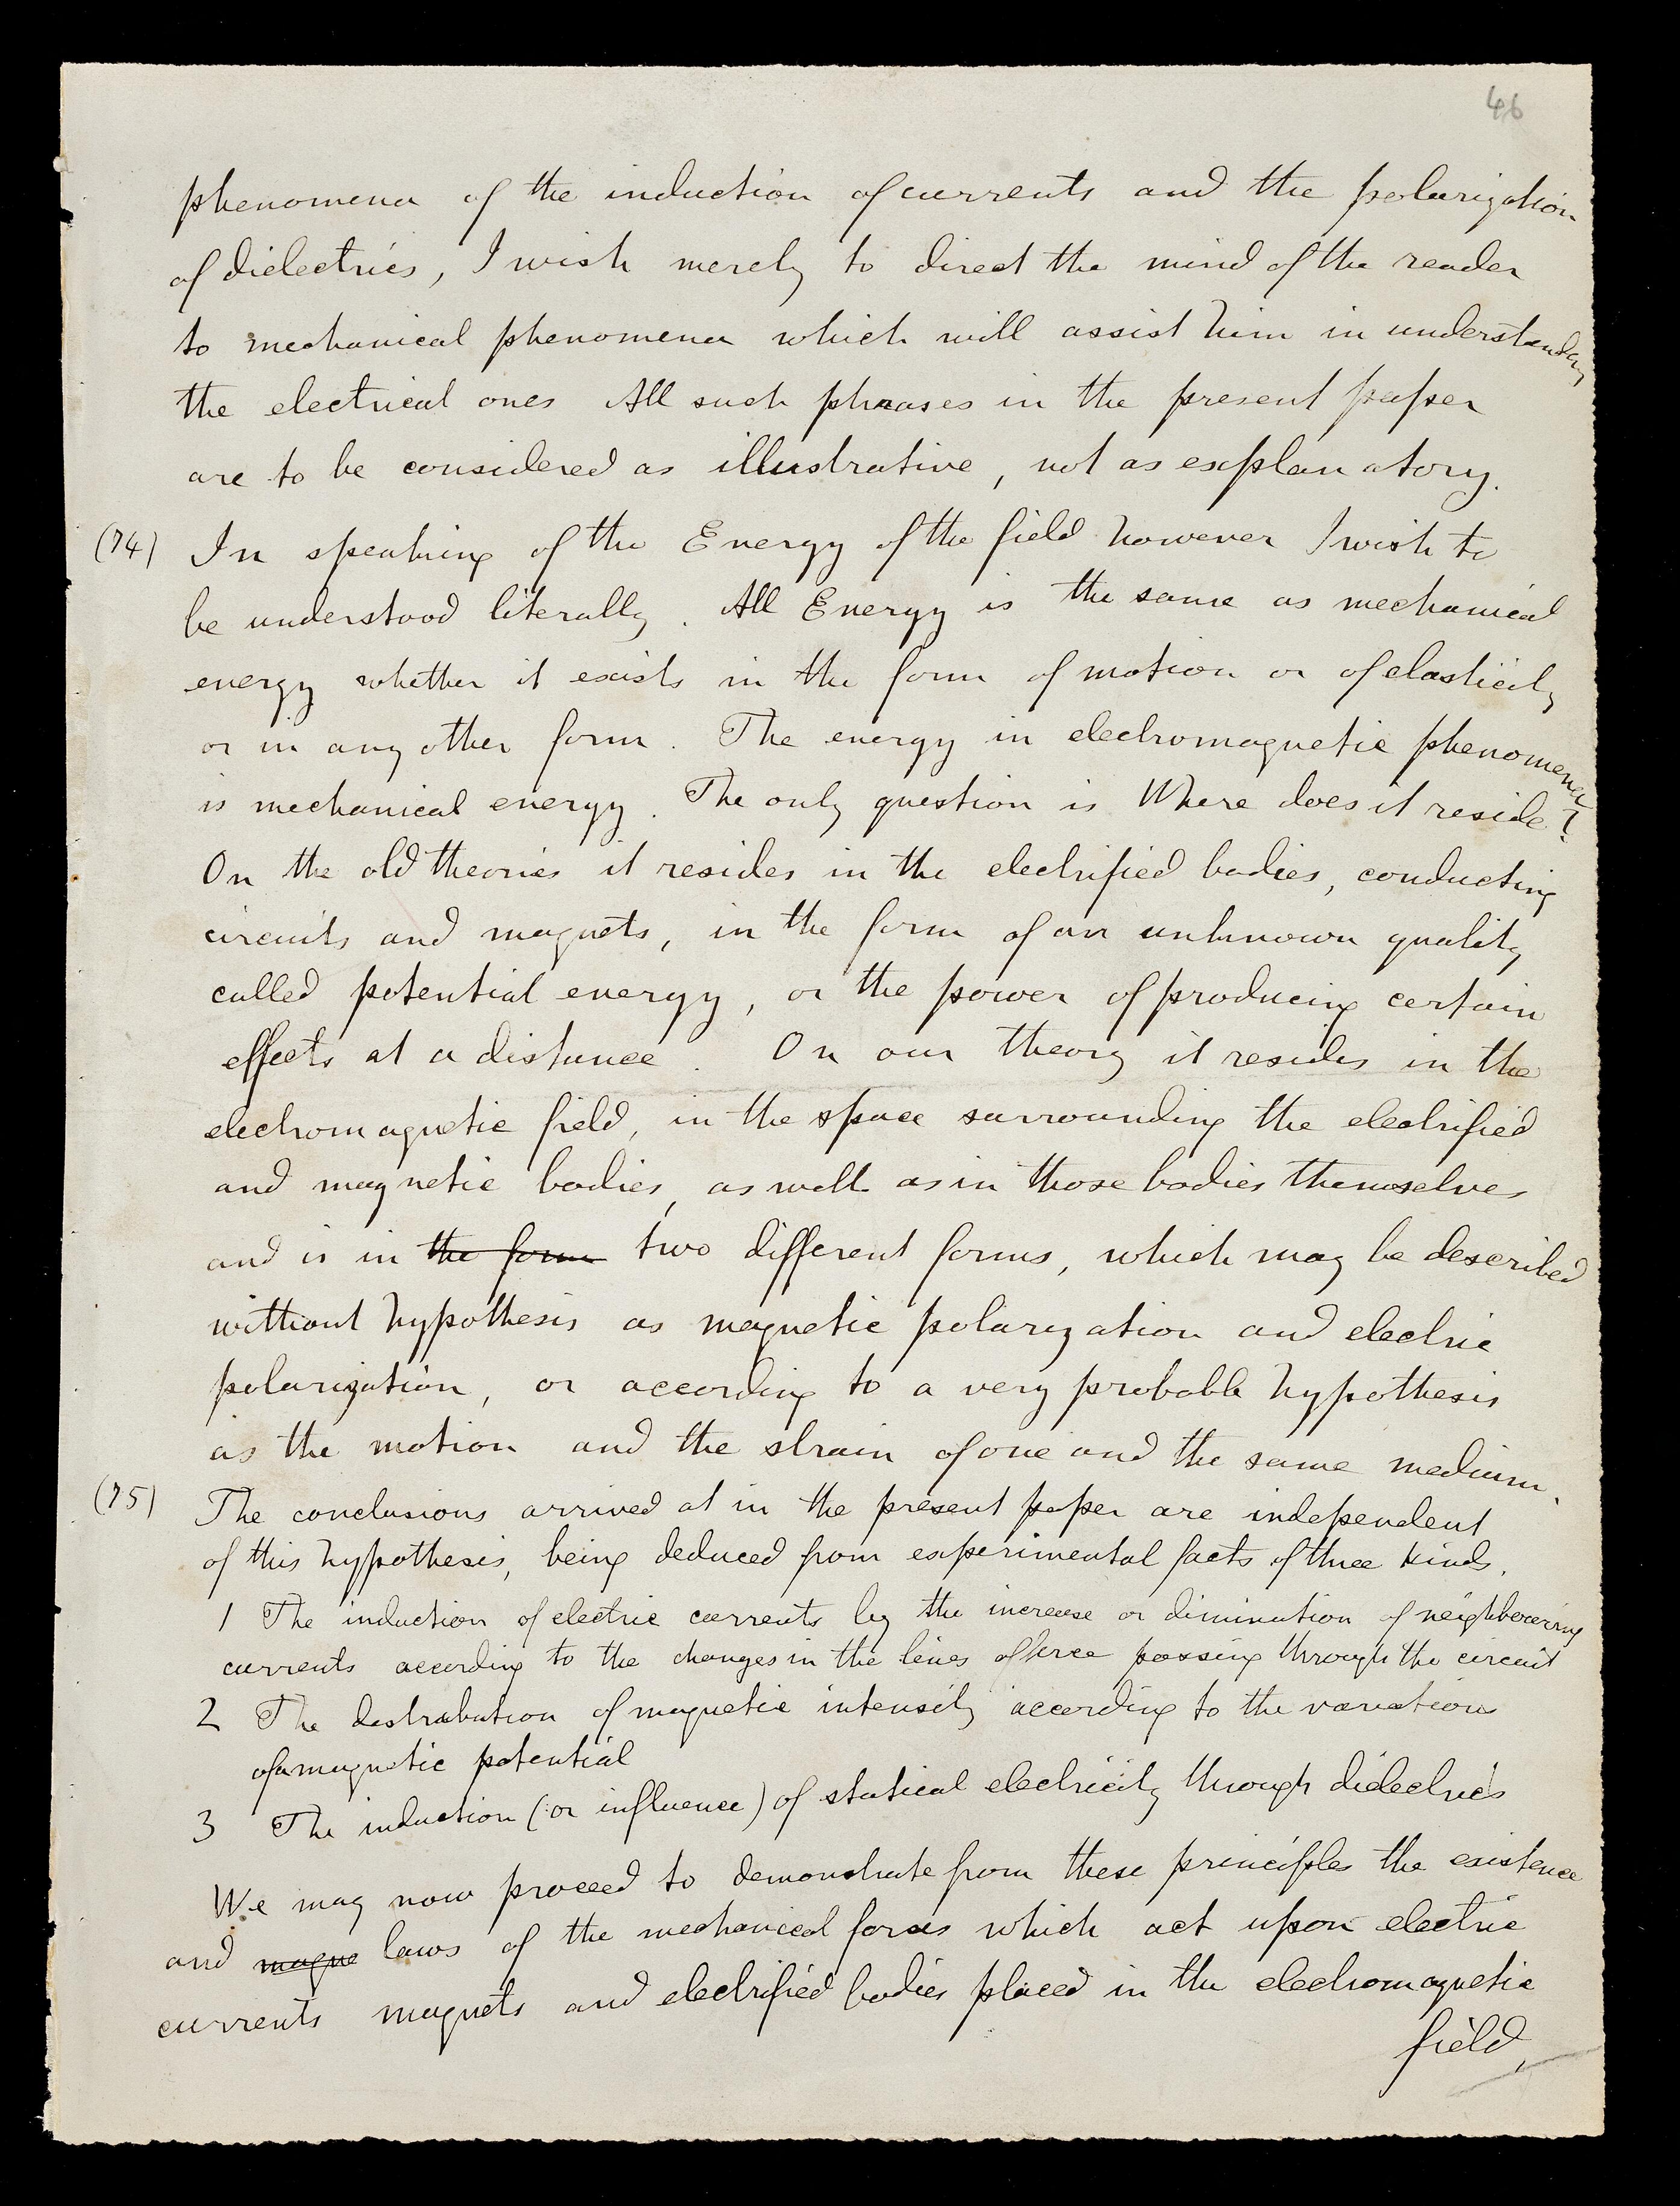 46
phenomena of the induction of currents and the polarization
of dielectrics, I wish merely to direct the mind of the reader
to mechanical phenomena which will assist him in understanding
the electrical ones All such phrases in the present paper
are to be considered as illustrative, not as explanatory.
(74) In speaking of the Energy of the field however I wish to
be understood literally. All Energy is the same as mechanical
energy whether it exists in the form of motion or of elasticity
or in any other form. The energy in electromagnetic phenomena
is mechanical energy. The only question is Where does it reside?
On the old theories it resides in the electrified bodies, conducting
circuits and magnets, in the form of an unknown quality
called potential energy, or the power of producing certain
effects at a distance. On our theory it resides in the
electromagnetic field, in the space surrounding the electrified
and magnetic bodies, as well as in those bodies themselves
and is in the form two different forms, which may be described
without hypothesis as magnetic polarization and electric
polarization, or according to a very probable hypothesis
as the motion and the strain of one and the same medium.
(75) The conclusions arrived at in the present paper are independent
of this hypothesis, being deduced from experimental facts of three kinds.
1 The induction of electric currents by the increase or diminution of neighbouring
currents according to the changes in the lines of force passing through the circuit
2 The distribution of magnetic intensity according to the variations
of a magnetic potential
3 The induction (or influence) of statical electricity through dielectrics
We may now proceed to demonstrate from these principles the existence
and magne laws of the mechanical forces which act upon electric
currents magnets and electrified bodies placed in the electromagnetic
field,